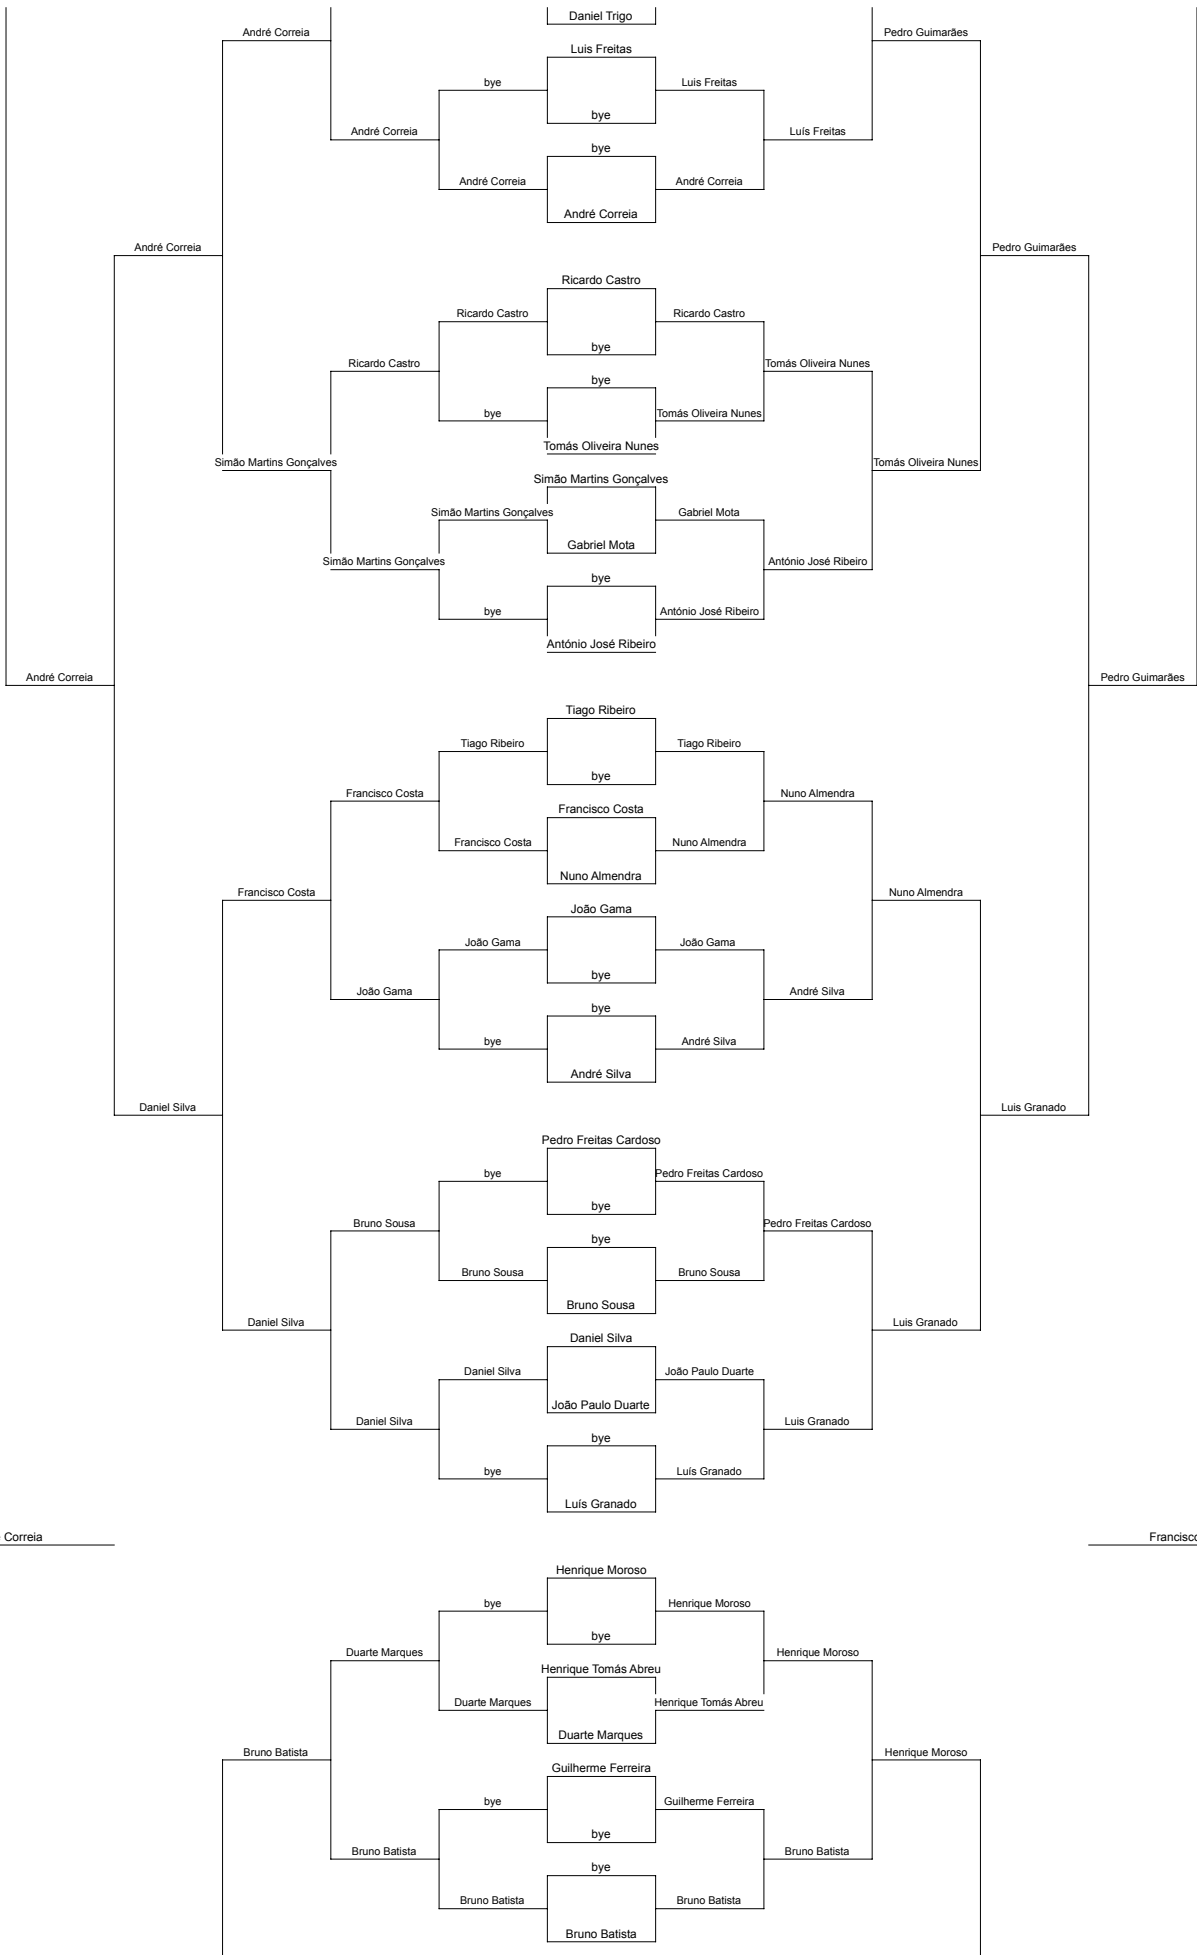 Daniel Trigo
André Correia
Pedro Guimarães
Luis Freitas
bye
Luis Freitas
bye
André Correia
Luís Freitas
bye
André Correia
André Correia
André Correia
André Correia
Pedro Guimarães
Ricardo Castro
Ricardo Castro
Ricardo Castro
bye
Ricardo Castro
Tomás Oliveira Nunes
bye
bye
Tomás Oliveira Nunes
Tomás Oliveira Nunes
Simão Martins Gonçalves
Tomás Oliveira Nunes
Simão Martins Gonçalves
Simão Martins Gonçalves
Gabriel Mota
Gabriel Mota
Simão Martins Gonçalves
António José Ribeiro
bye
bye
António José Ribeiro
António José Ribeiro
André Correia
Pedro Guimarães
Tiago Ribeiro
Tiago Ribeiro
Tiago Ribeiro
bye
Francisco Costa
Nuno Almendra
Francisco Costa
Francisco Costa
Nuno Almendra
Nuno Almendra
Francisco Costa
Nuno Almendra
João Gama
João Gama
João Gama
bye
João Gama
André Silva
bye
bye
André Silva
André Silva
Daniel Silva
Luis Granado
Pedro Freitas Cardoso
bye
Pedro Freitas Cardoso
bye
Bruno Sousa
Pedro Freitas Cardoso
bye
Bruno Sousa
Bruno Sousa
Bruno Sousa
Daniel Silva
Luis Granado
Daniel Silva
Daniel Silva
João Paulo Duarte
João Paulo Duarte
Daniel Silva
Luis Granado
bye
bye
Luís Granado
Luís Granado
Correia
Francisco
Henrique Moroso
bye
Henrique Moroso
bye
Duarte Marques
Henrique Moroso
Henrique Tomás Abreu
Duarte Marques
Henrique Tomás Abreu
Duarte Marques
Bruno Batista
Henrique Moroso
Guilherme Ferreira
bye
Guilherme Ferreira
bye
Bruno Batista
Bruno Batista
bye
Bruno Batista
Bruno Batista
Bruno Batista